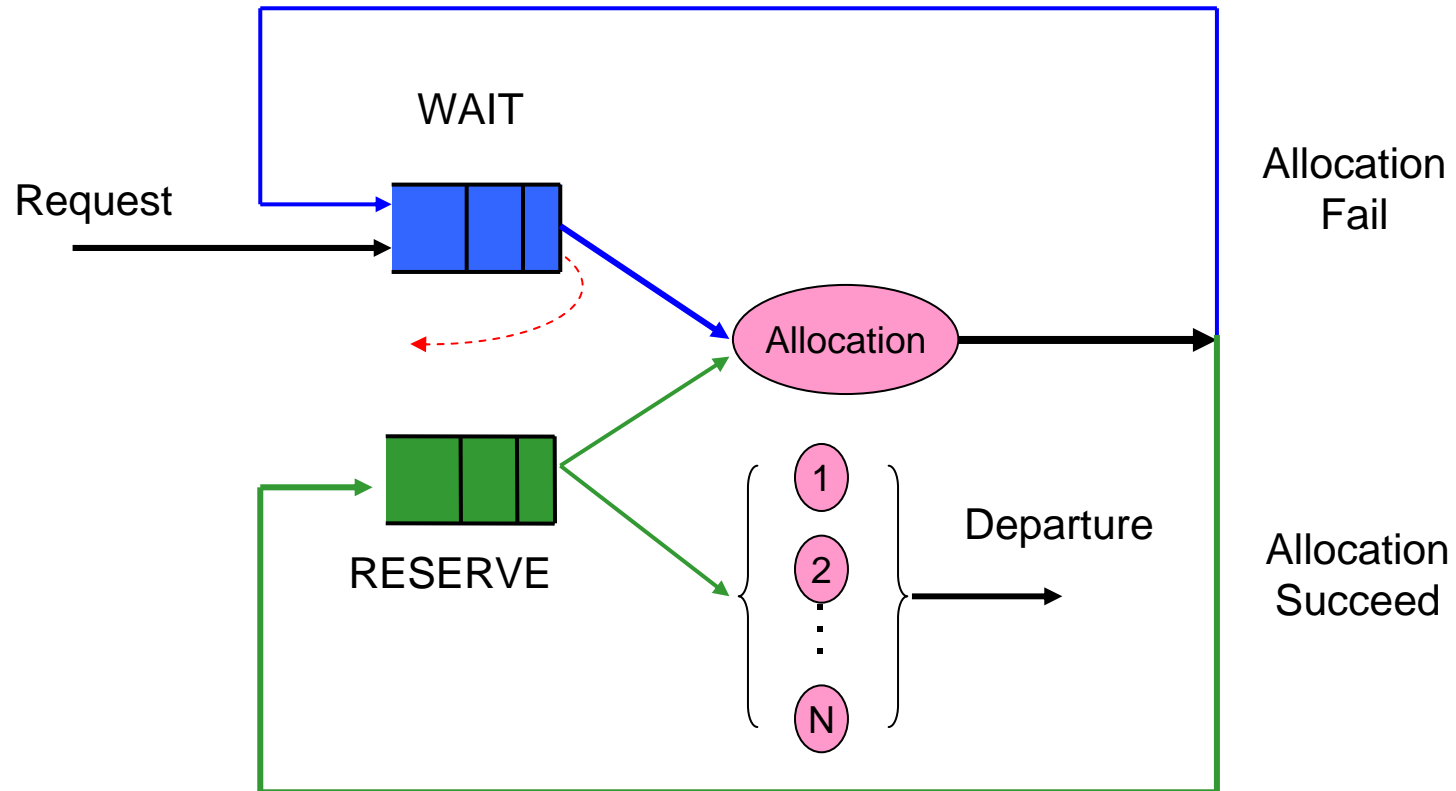 WAIT
Request
Allocation
Fail
Allocation
RESERVE
1
2
N
Departure
Allocation
Succeed